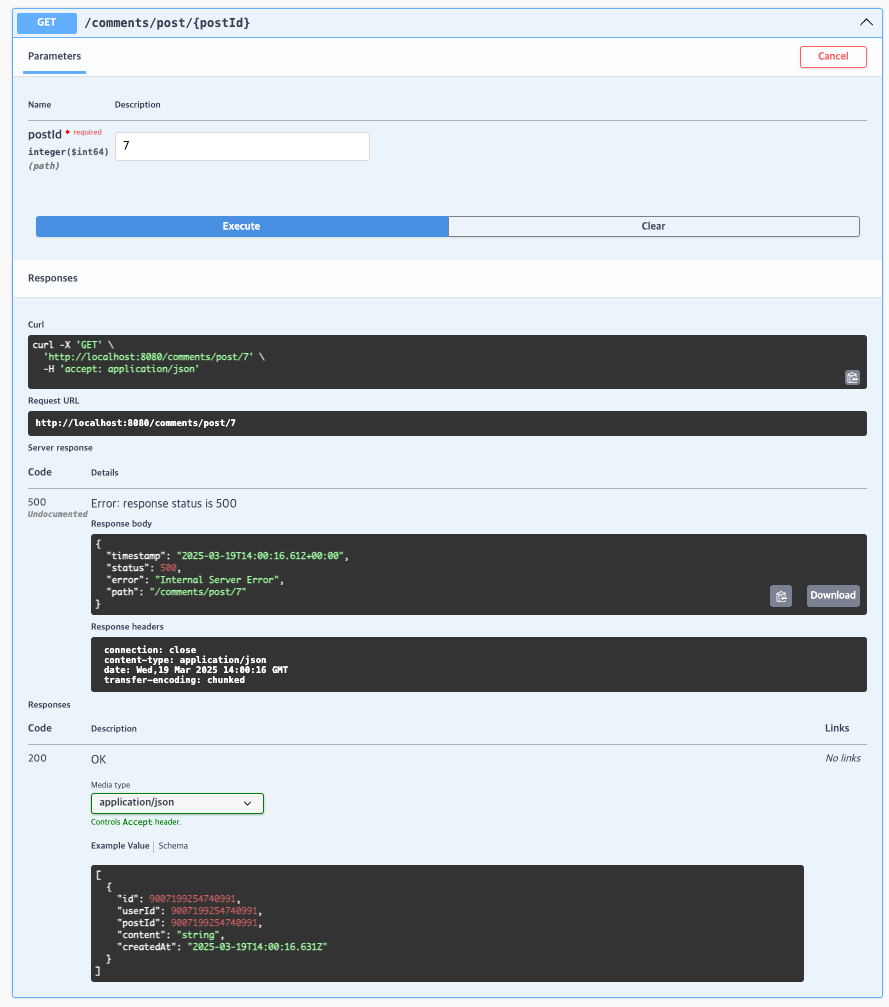 GET /comments/post/{postId}
Parameters
Cancel
Name Description
postId * required
integer($int64)
(path)
7
Execute Clear
Responses
Curl
curl -X 'GET' \
'http://localhost:8080/comments/post/7' \
-H 'accept: application/json'
Request URL
http://localhost:8080/comments/post/7
Server response
Code Details
500 Error: response status is 500
Undocumented
Response body
{
"timestamp": "2025-03-19T14:00:16.612+00:00",
"status": 500,
"error": "Internal Server Error",
"path": "/comments/post/7"
}
Download
Response headers
connection: close
content-type: application/json
date: Wed,19 Mar 2025 14:00:16 GMT
transfer-encoding: chunked
Responses
Code Description Links
200 OK No links
Media type
application/json
Controls Accept header.
Example Value Schema
[
{
"id": 9007199254740991,
"userId": 9007199254740991,
"postId": 9007199254740991,
"content": "string",
"createdAt": "2025-03-19T14:00:16.631Z"
}
]